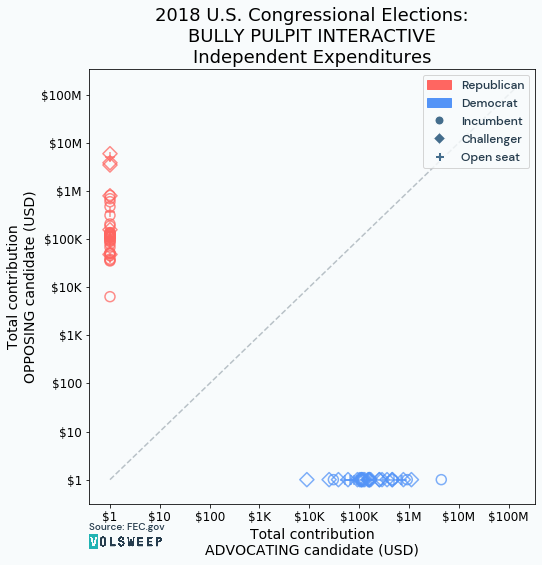 2018 U.S. Congressional Elections:
BULLY PULPIT INTERACTIVE
Independent Expenditures
Republican
Democrat
Incumbent
Challenger
Open seat
Total contribution
OPPOSING candidate (USD)
$100M
$10M
$1M
$100K
$10K
$1K
$100
$10
$1
$1
$10
$100
$1K
$10K
$100K
$1M
$10M
$100M
Total contribution
ADVOCATING candidate (USD)
Source: FEC.gov
VOLSWEEP